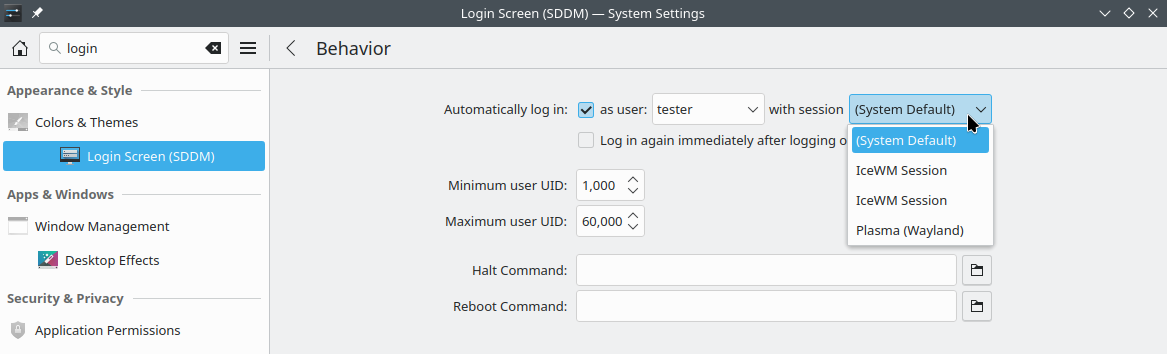 Login Screen (SDDM) — System Settings
login
Behavior
Appearance & Style
Colors & Themes
Login Screen (SDDM)
Apps & Windows
Window Management
Desktop Effects
Security & Privacy
Application Permissions
Automatically log in: as user: tester with session (System Default)
Log in again immediately after logging o
(System Default)
IceWM Session
IceWM Session
Plasma (Wayland)
Minimum user UID: 1,000
Maximum user UID: 60,000
Halt Command:
Reboot Command: